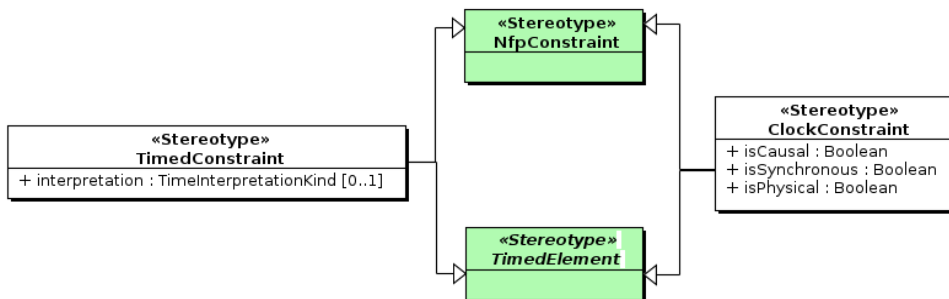 «Stereotype»
NfpConstraint
«Stereotype»
TimedConstraint
+ interpretation : TimeInterpretationKind [0..1]
«Stereotype»
ClockConstraint
+ isCausal : Boolean
+ isSynchronous : Boolean
+ isPhysical : Boolean
«Stereotype»
TimedElement